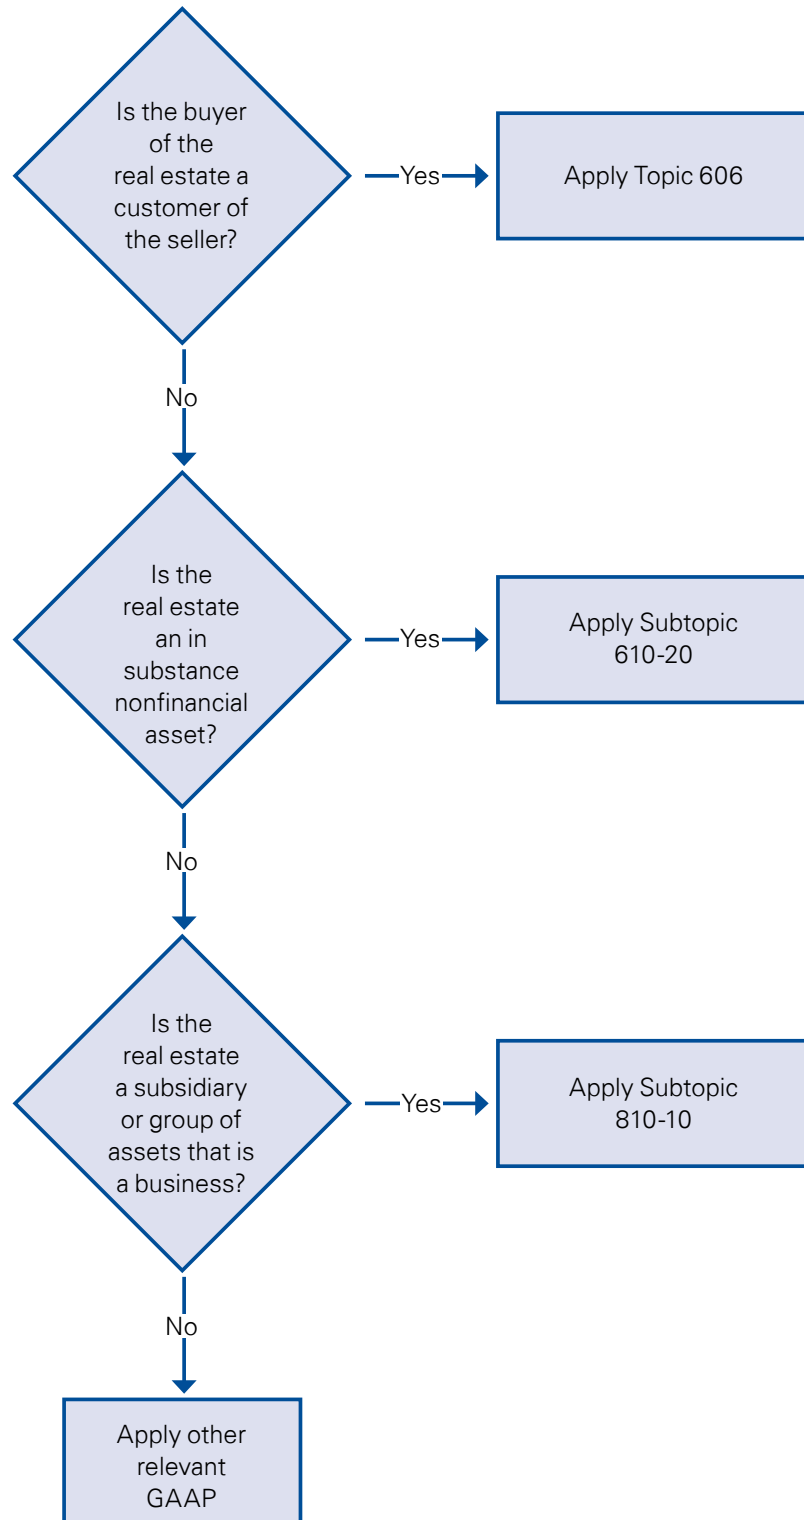 Is the buyer
of the
real estate a
customer of
the seller?
Yes
Apply Topic 606
No
Is the
real estate
an in
substance
nonfinancial
asset?
Yes
Apply Subtopic
610-20
No
Is the
real estate
a subsidiary
or group of
assets that is
a business?
Yes
Apply Subtopic
810-10
No
Apply other
relevant
GAAP